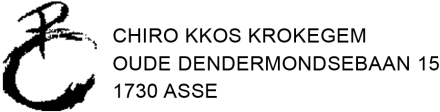 CHIRO KKOS KROKEGEM
OUDE DENDERMONDSEBAAN 15
1730 ASSE